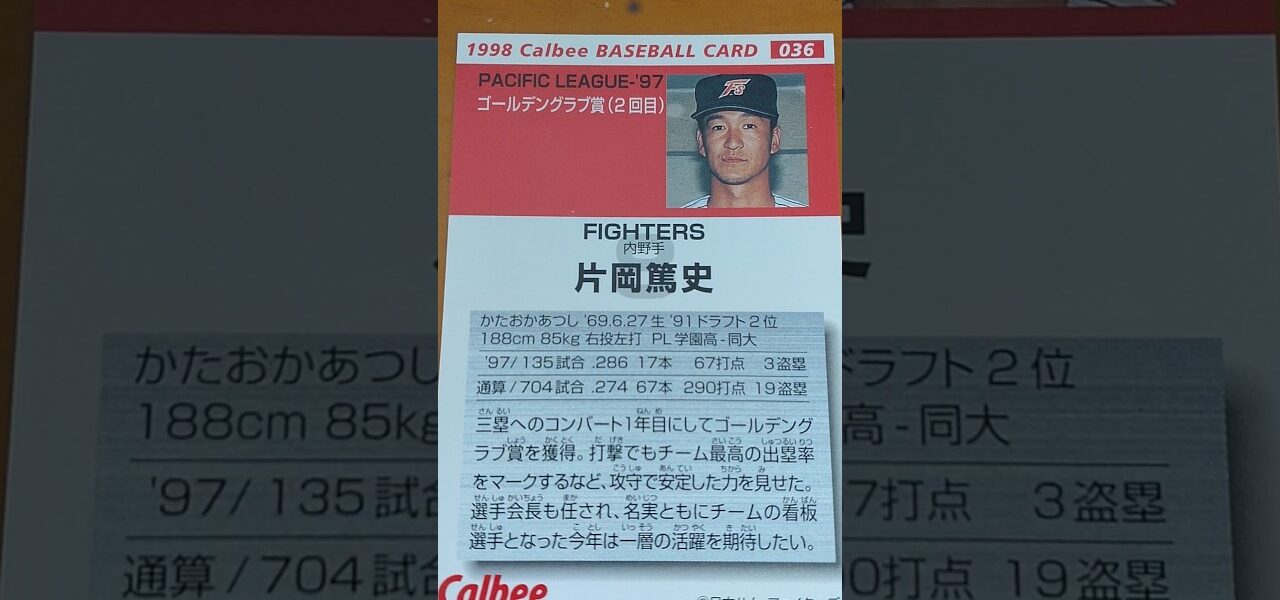 1998 Calbee BASEBALL CARD 036
PACIFIC LEAGUE-'97
ゴールデングラブ賞(2回目)
FIGHTERS
内野手
8
片岡篤史
かたおかあつし '69.6.27生 '91ドラフト2位
188cm 85kg 右投左打 PL学園高-同大
'97/135試合 .286 17本 67打点 3盗塁
通算/704試合 .274 67本 290打点 19盗塁
三塁へのコンバート1年目にしてゴールデング
ラブ賞を獲得。打撃でもチーム最高の出塁率
をマークするなど、攻守で安定した力を見せた。
選手会長も任され、名実ともにチームの看板
選手となった今年は一層の活躍を期待したい。
Calbee